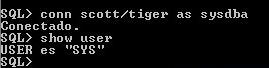 SQL> conn scott/tiger as sysdba
Conectado.
SQL> show user
USER es "SYS"
SQL>